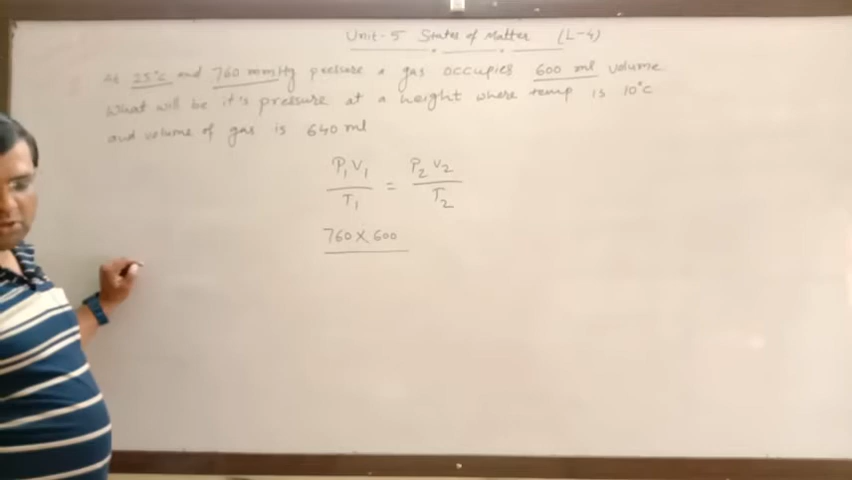 Unit-5 States of Matter (L-4)
At 25°C and 760 mmHg pressure a gas occupies 600 ml volume
What will be it's pressure at a height where temp is 10°C
and volume of gas is 640 ml
P₁V₁ / T₁ = P₂V₂ / T₂
760 × 600